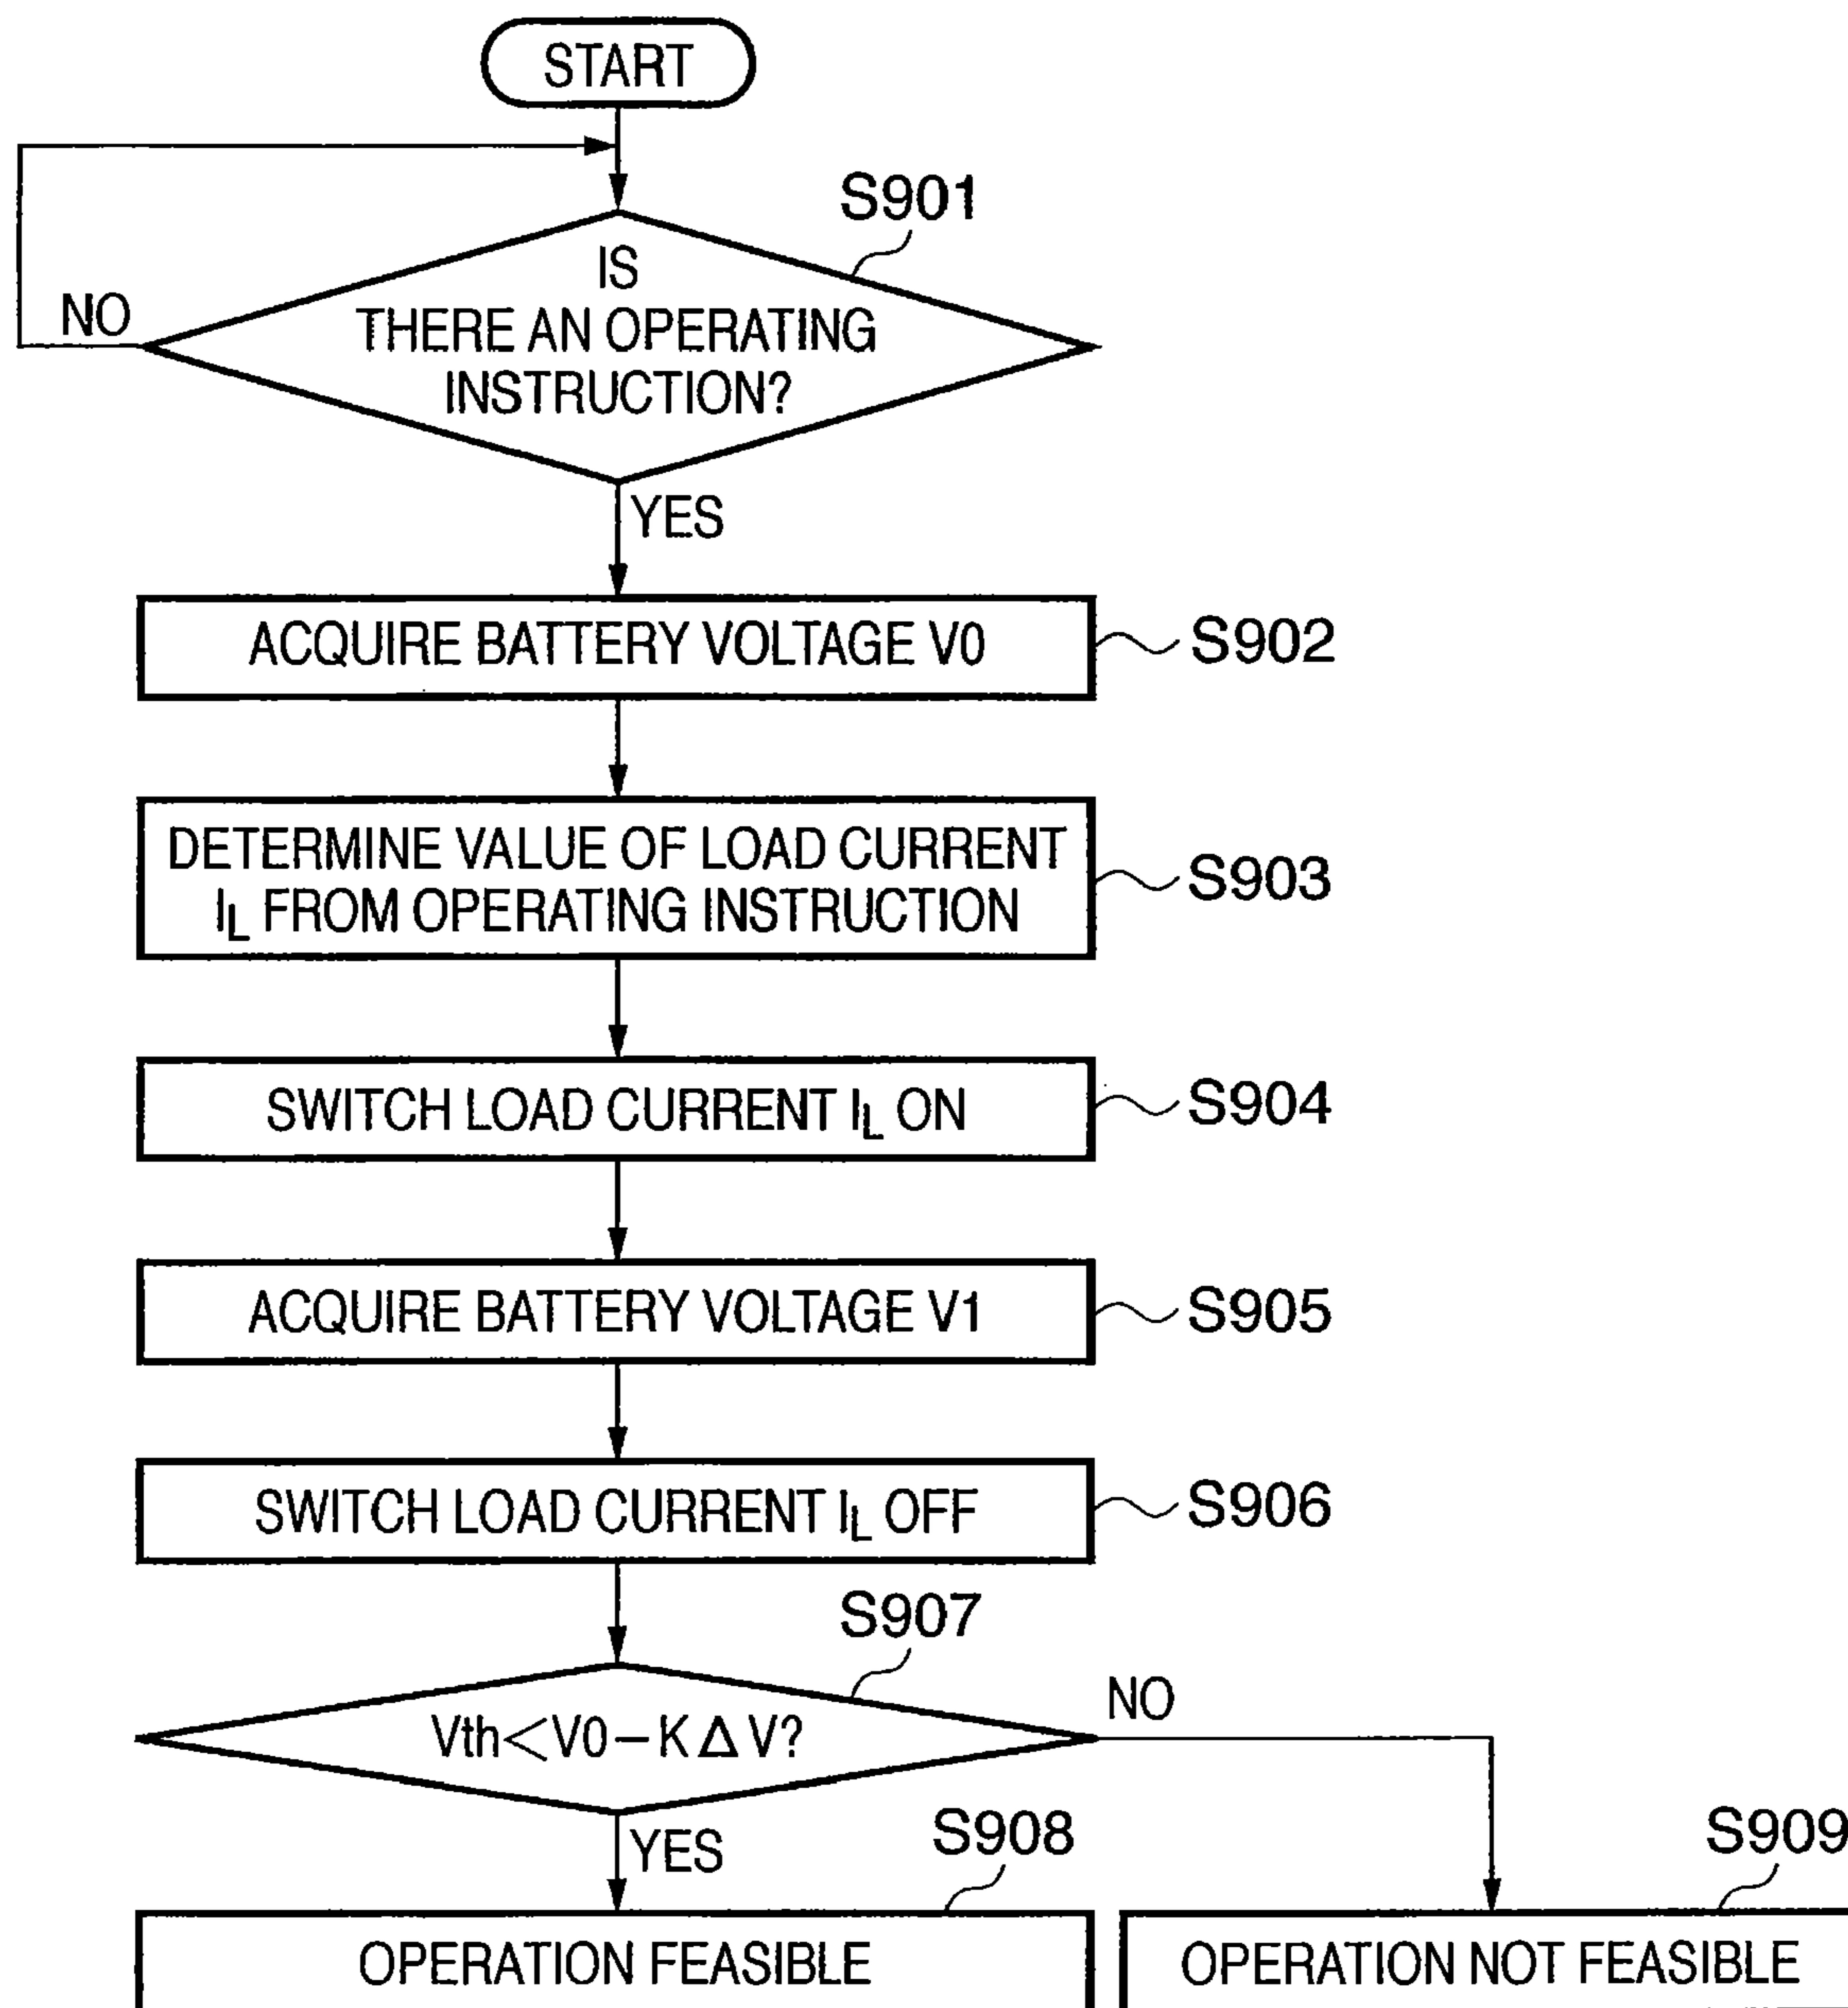 START
S901
IS
THERE AN OPERATING
INSTRUCTION?
NO
YES
ACQUIRE BATTERY VOLTAGE V0
S902
DETERMINE VALUE OF LOAD CURRENT
IL FROM OPERATING INSTRUCTION
S903
SWITCH LOAD CURRENT IL ON
S904
ACQUIRE BATTERY VOLTAGE V1
S905
SWITCH LOAD CURRENT IL OFF
S906
S907
Vth<V0−KΔV?
NO
YES
S908
S909
OPERATION FEASIBLE
OPERATION NOT FEASIBLE